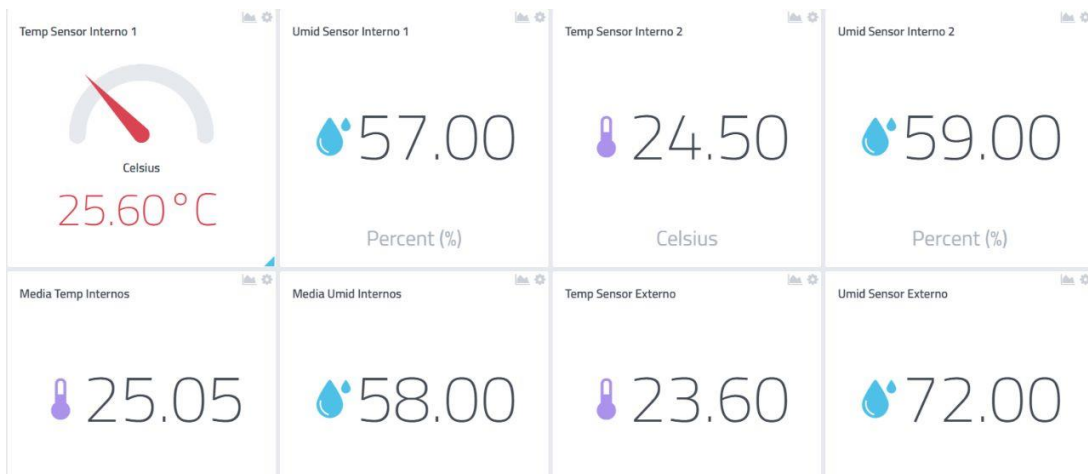 Temp Sensor Interno 1
Celsius
25.60°C
Umid Sensor Interno 1
57.00
Percent (%)
Temp Sensor Interno 2
24.50
Celsius
Umid Sensor Interno 2
59.00
Percent (%)
Media Temp Internos
25.05
Media Umid Internos
58.00
Temp Sensor Externo
23.60
Umid Sensor Externo
72.00